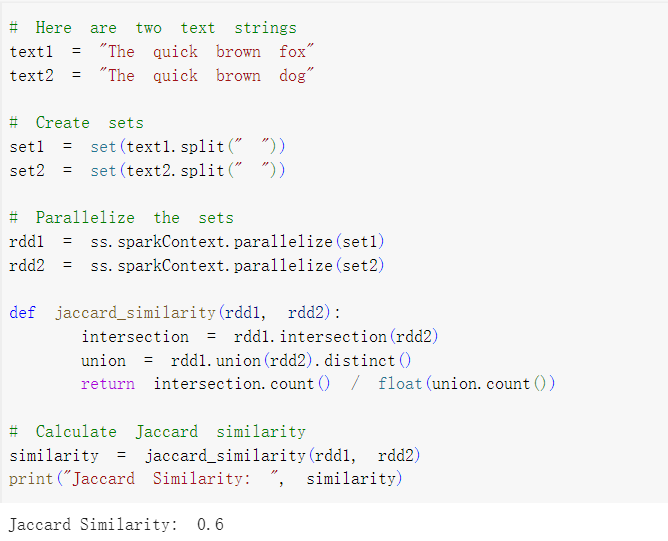 # Here are two text strings
text1 = "The quick brown fox"
text2 = "The quick brown dog"
# Create sets
set1 = set(text1.split(" "))
set2 = set(text2.split(" "))
# Parallelize the sets
rdd1 = ss.sparkContext.parallelize(set1)
rdd2 = ss.sparkContext.parallelize(set2)
def jaccard_similarity(rdd1, rdd2):
intersection = rdd1.intersection(rdd2)
union = rdd1.union(rdd2).distinct()
return intersection.count() / float(union.count())
# Calculate Jaccard similarity
similarity = jaccard_similarity(rdd1, rdd2)
print("Jaccard Similarity: ", similarity)
Jaccard Similarity: 0.6